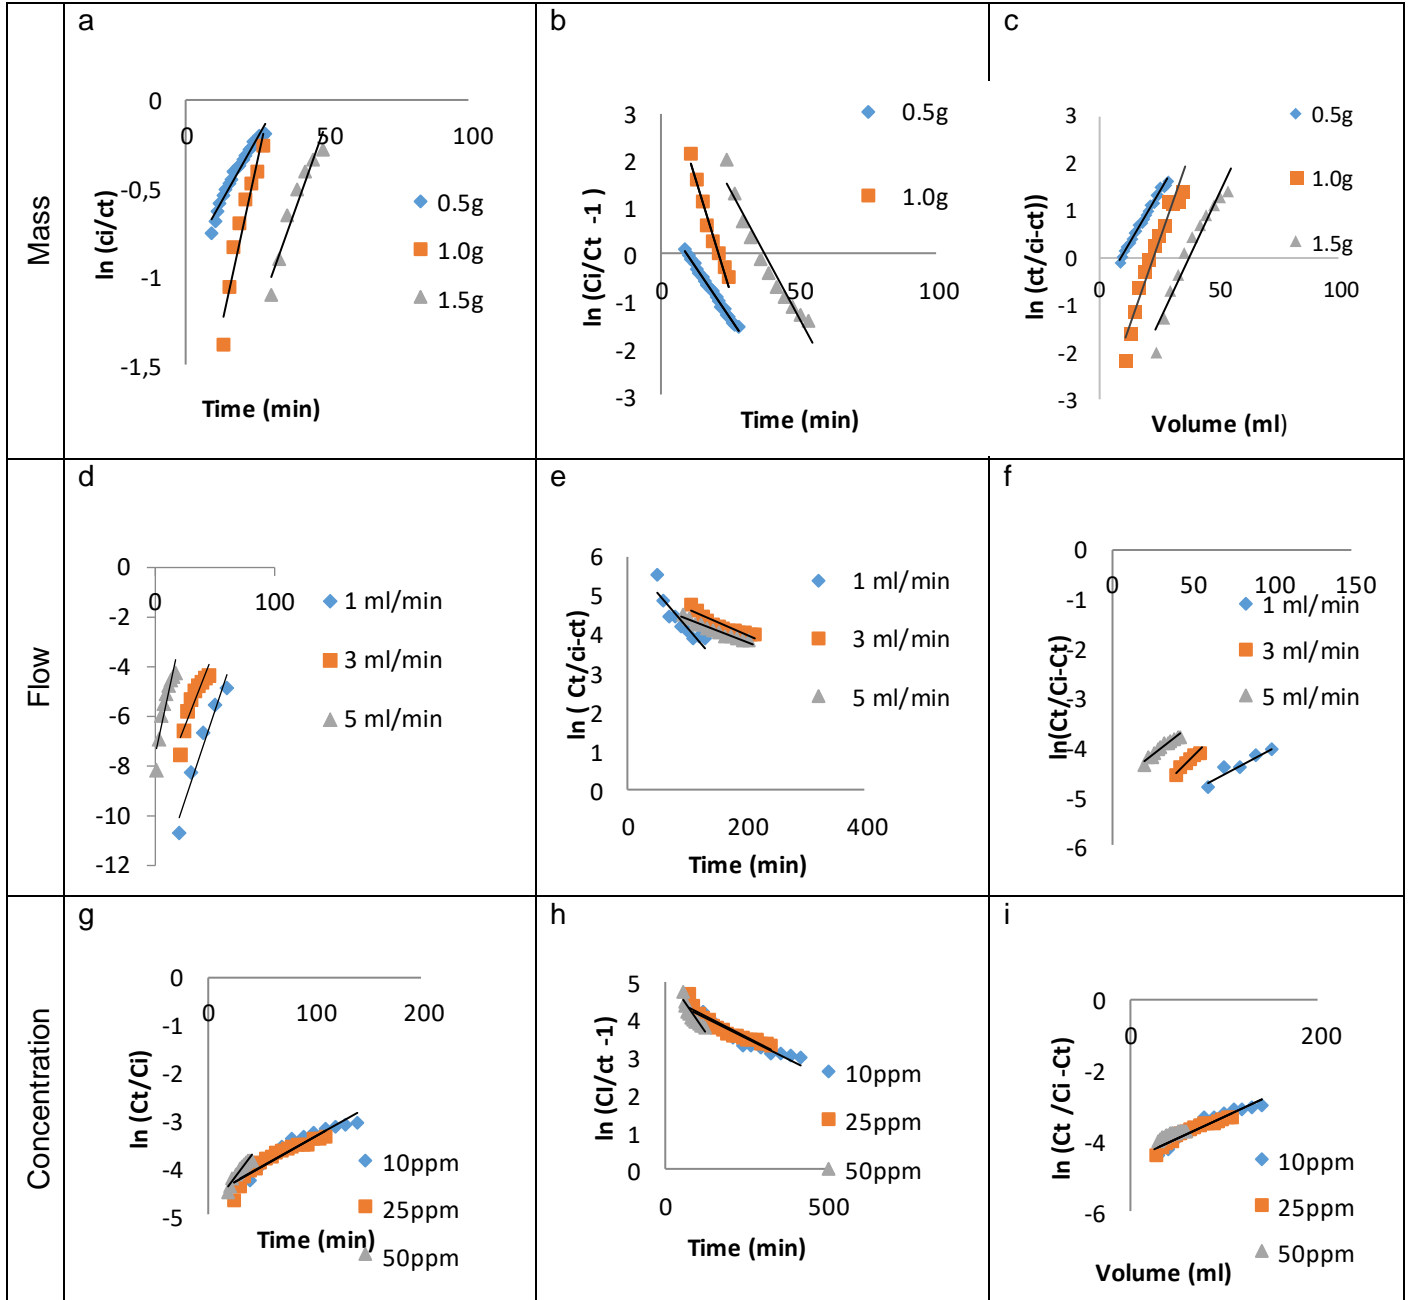 Mass
a
0
0
50
100
-0,5
-1
-1,5
ln (ci/ct)
Time (min)
0.5g
1.0g
1.5g
b
3
2
1
0
-1
-2
-3
0
50
100
ln (Ci/Ct -1 )
Time (min)
0.5g
1.0g
c
3
2
1
0
-1
-2
-3
0
50
100
ln (ct/ci-ct))
Volume (ml)
0.5g
1.0g
1.5g
Flow
d
0
-2
-4
-6
-8
-10
-12
0
100
1 ml/min
3 ml/min
5 ml/min
e
6
5
4
3
2
1
0
0
200
400
ln ( Ct/ci-ct)
Time (min)
1 ml/min
3 ml/min
5 ml/min
f
0
-1
-2
-3
-4
-5
-6
0
50
100
150
ln(Ct/Ci-Ct)
1 ml/min
3 ml/min
5 ml/min
Concentration
g
0
-1
-2
-3
-4
-5
0
100
200
ln (Ct/Ci)
Time (min)
10ppm
25ppm
50ppm
h
5
4
3
2
1
0
0
500
ln (Cl/ct -1)
Time (min)
10ppm
25ppm
50ppm
i
0
-2
-4
-6
0
200
ln (Ct /Ci -Ct)
Volume (ml)
10ppm
25ppm
50ppm